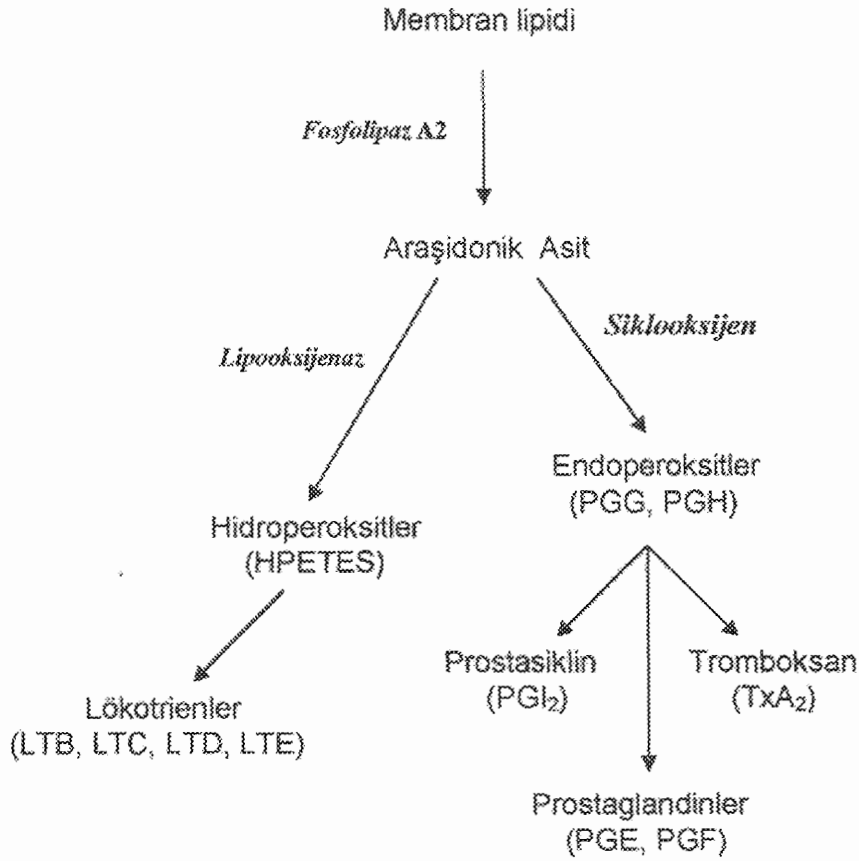 Membran lipidi
Fosfolipaz A2
Araşidonik Asit
Siklooksijen
Lipooksijenaz
Endoperoksitler
(PGG, PGH)
Hidroperoksitler
(HPETES)
Prostasiklin
(PGI₂)
Tromboksan
(TxA₂)
Lökotrienler
(LTB, LTC, LTD, LTE)
Prostaglandinler
(PGE, PGF)